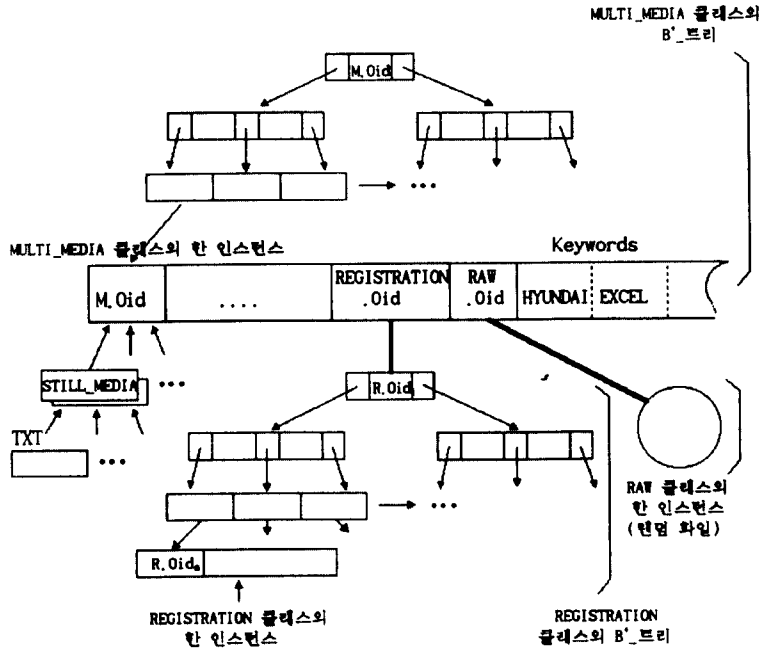 MULTI_MEDIA 클래스의
B⁺_트리
M.Oid
•••
MULTI_MEDIA 클래스의 한 인스턴스
Keywords
M.Oid
....
REGISTRATION
.Oid
RAW
.Oid
HYUNDAI
EXCEL
STILL_MEDIA
•••
R.Oid
TXT
•••
•••
RAW 클래스의
한 인스턴스
(랜덤 화일)
R.Oid
REGISTRATION 클래스의
한 인스턴스
REGISTRATION
클래스의 B⁺_트리